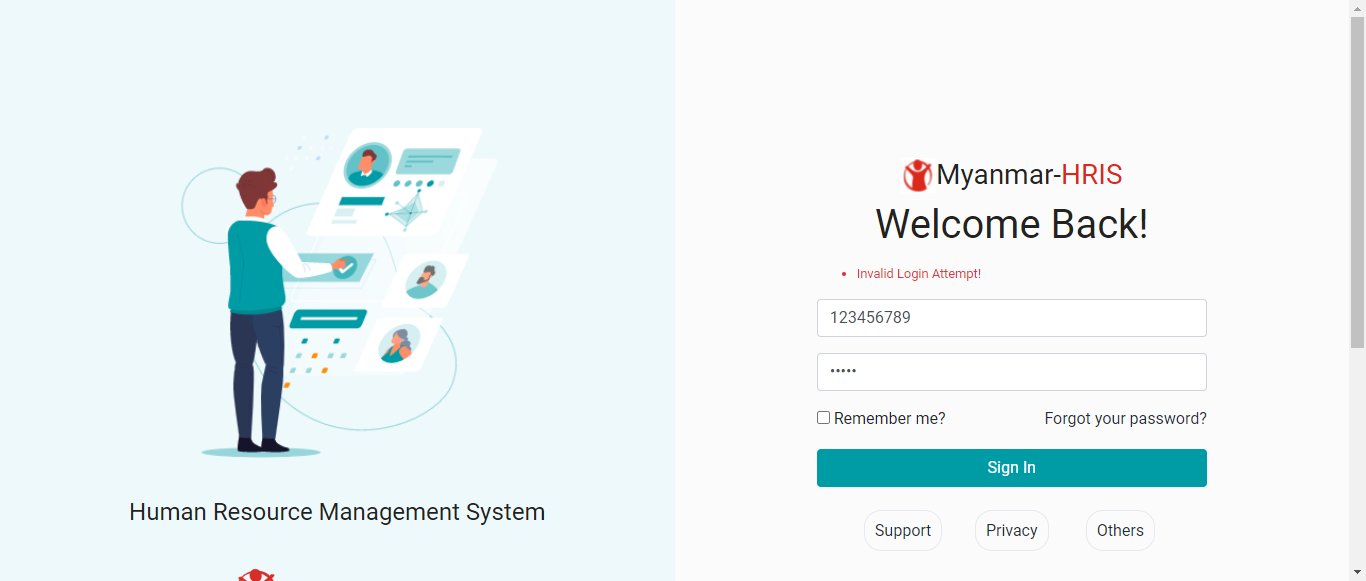 Myanmar-HRIS
Welcome Back!
Invalid Login Attempt!
123456789
•••••
Remember me?
Forgot your password?
Sign In
Support
Privacy
Others
Human Resource Management System